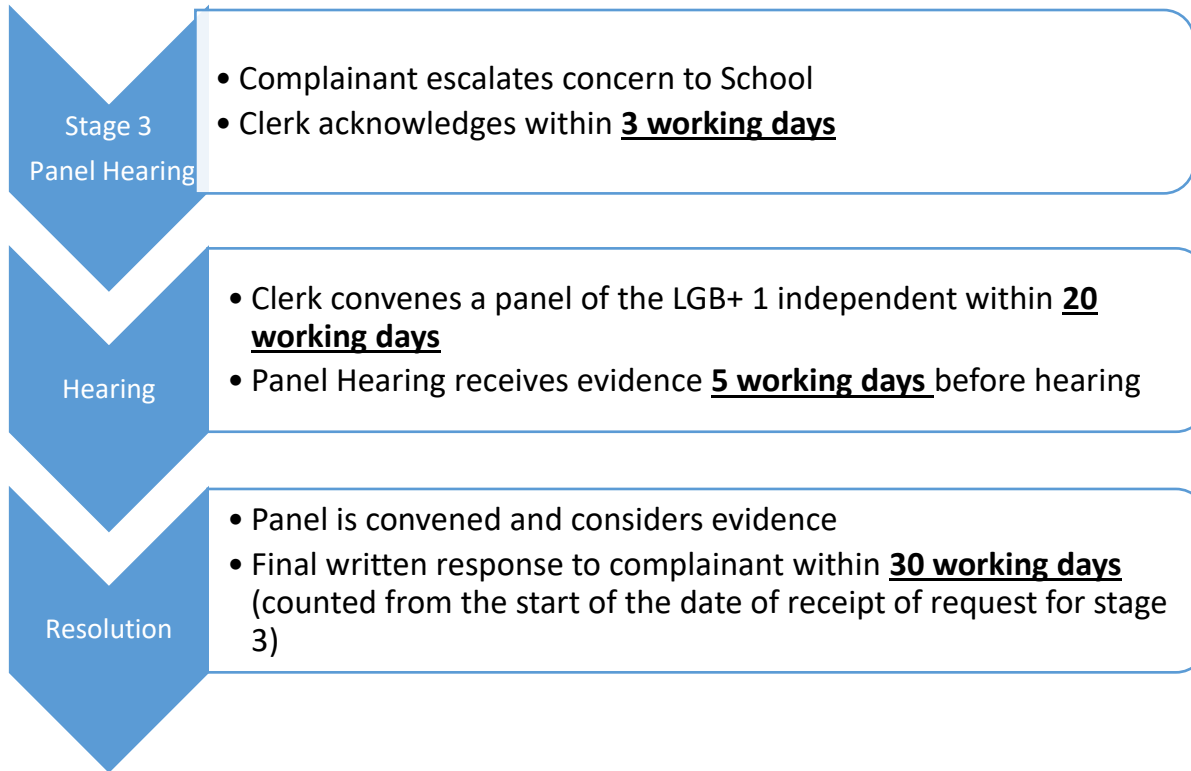 Stage 3
Panel Hearing
• Complainant escalates concern to School
• Clerk acknowledges within 3 working days
Hearing
• Clerk convenes a panel of the LGB+ 1 independent within 20
working days
• Panel Hearing receives evidence 5 working days before hearing
Resolution
• Panel is convened and considers evidence
• Final written response to complainant within 30 working days
(counted from the start of the date of receipt of request for stage
3)